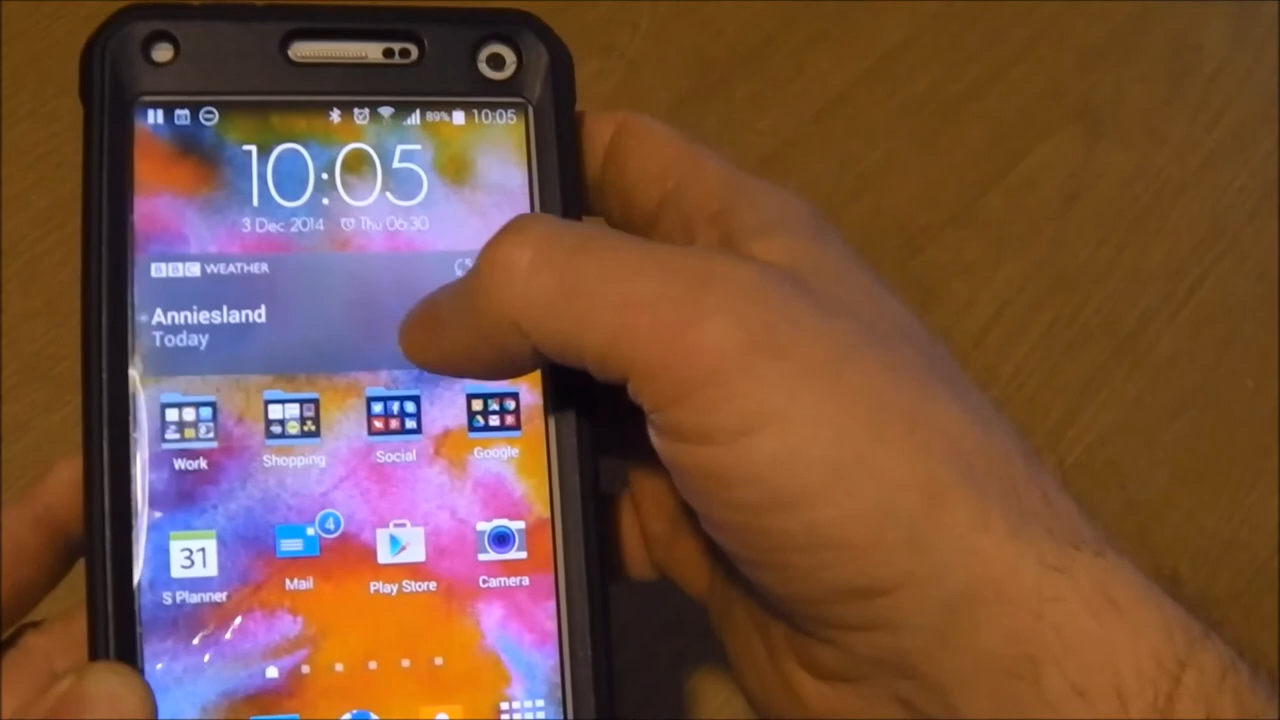 89% 10:05
10:05
3 Dec 2014 Thu 06:30
BBC WEATHER 5
Anniesland
Today
Work Shopping Social Google
31 4
S Planner Mail Play Store Camera